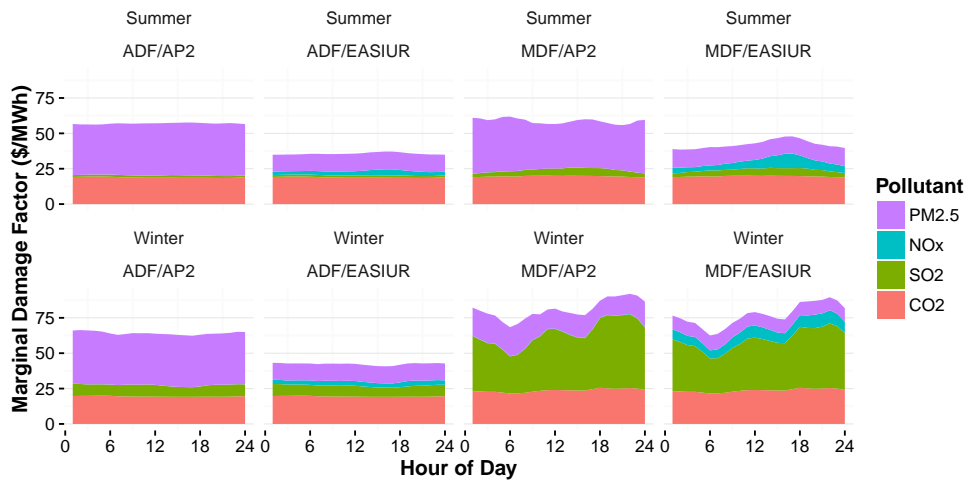 Summer Summer Summer Summer
ADF/AP2 ADF/EASIUR MDF/AP2 MDF/EASIUR
Marginal Damage Factor ($/MWh)
75
50
25
0
Winter Winter Winter Winter
ADF/AP2 ADF/EASIUR MDF/AP2 MDF/EASIUR
75
50
25
0
0 6 12 18 24 0 6 12 18 24 0 6 12 18 24 0 6 12 18 24
Hour of Day
Pollutant
PM2.5
NOx
SO2
CO2